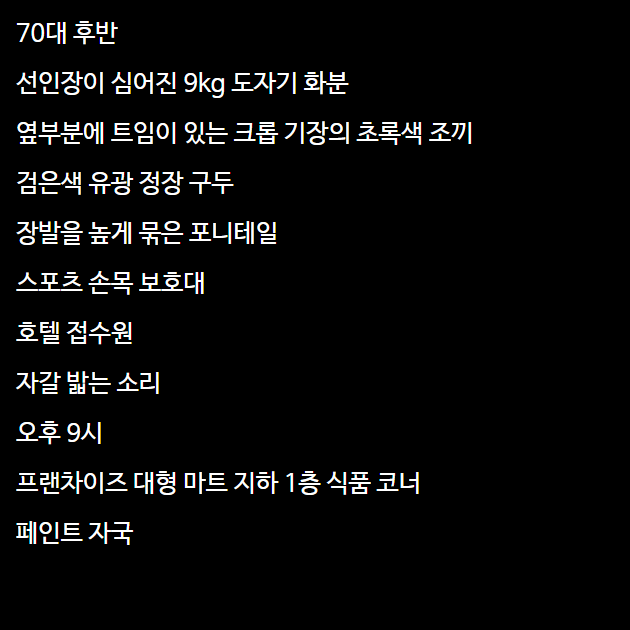 70대 후반
선인장이 심어진 9kg 도자기 화분
옆부분에 트임이 있는 크롭 기장의 초록색 조끼
검은색 유광 정장 구두
장발을 높게 묶은 포니테일
스포츠 손목 보호대
호텔 접수원
자갈 밟는 소리
오후 9시
프랜차이즈 대형 마트 지하 1층 식품 코너
페인트 자국